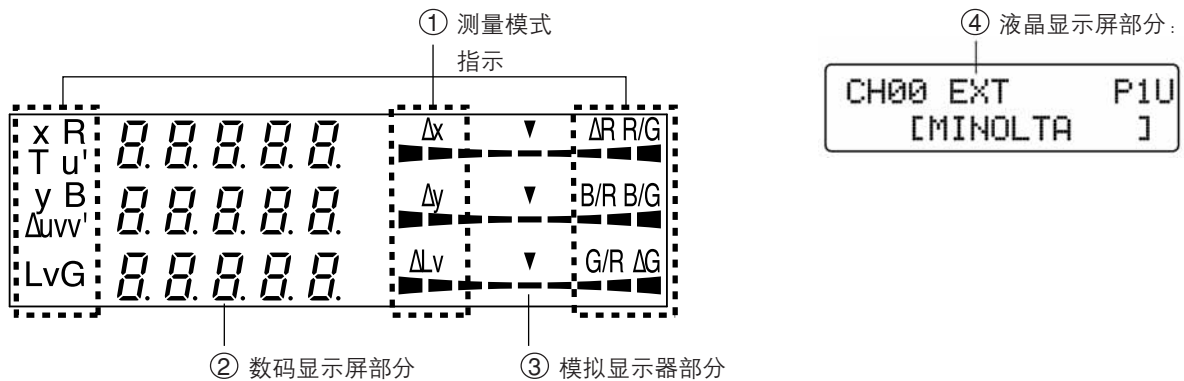 ① 测量模式
指示
④ 液晶显示屏部分:
CH00 EXT P1U
[MINOLTA ]
x R
T u'
8. 8. 8. 8. 8.
Δx ▼ ΔR R/G
y B
Δuvv'
8. 8. 8. 8. 8.
Δy ▼ B/R B/G
LvG
8. 8. 8. 8. 8.
ΔLv ▼ G/R ΔG
② 数码显示屏部分
③ 模拟显示器部分